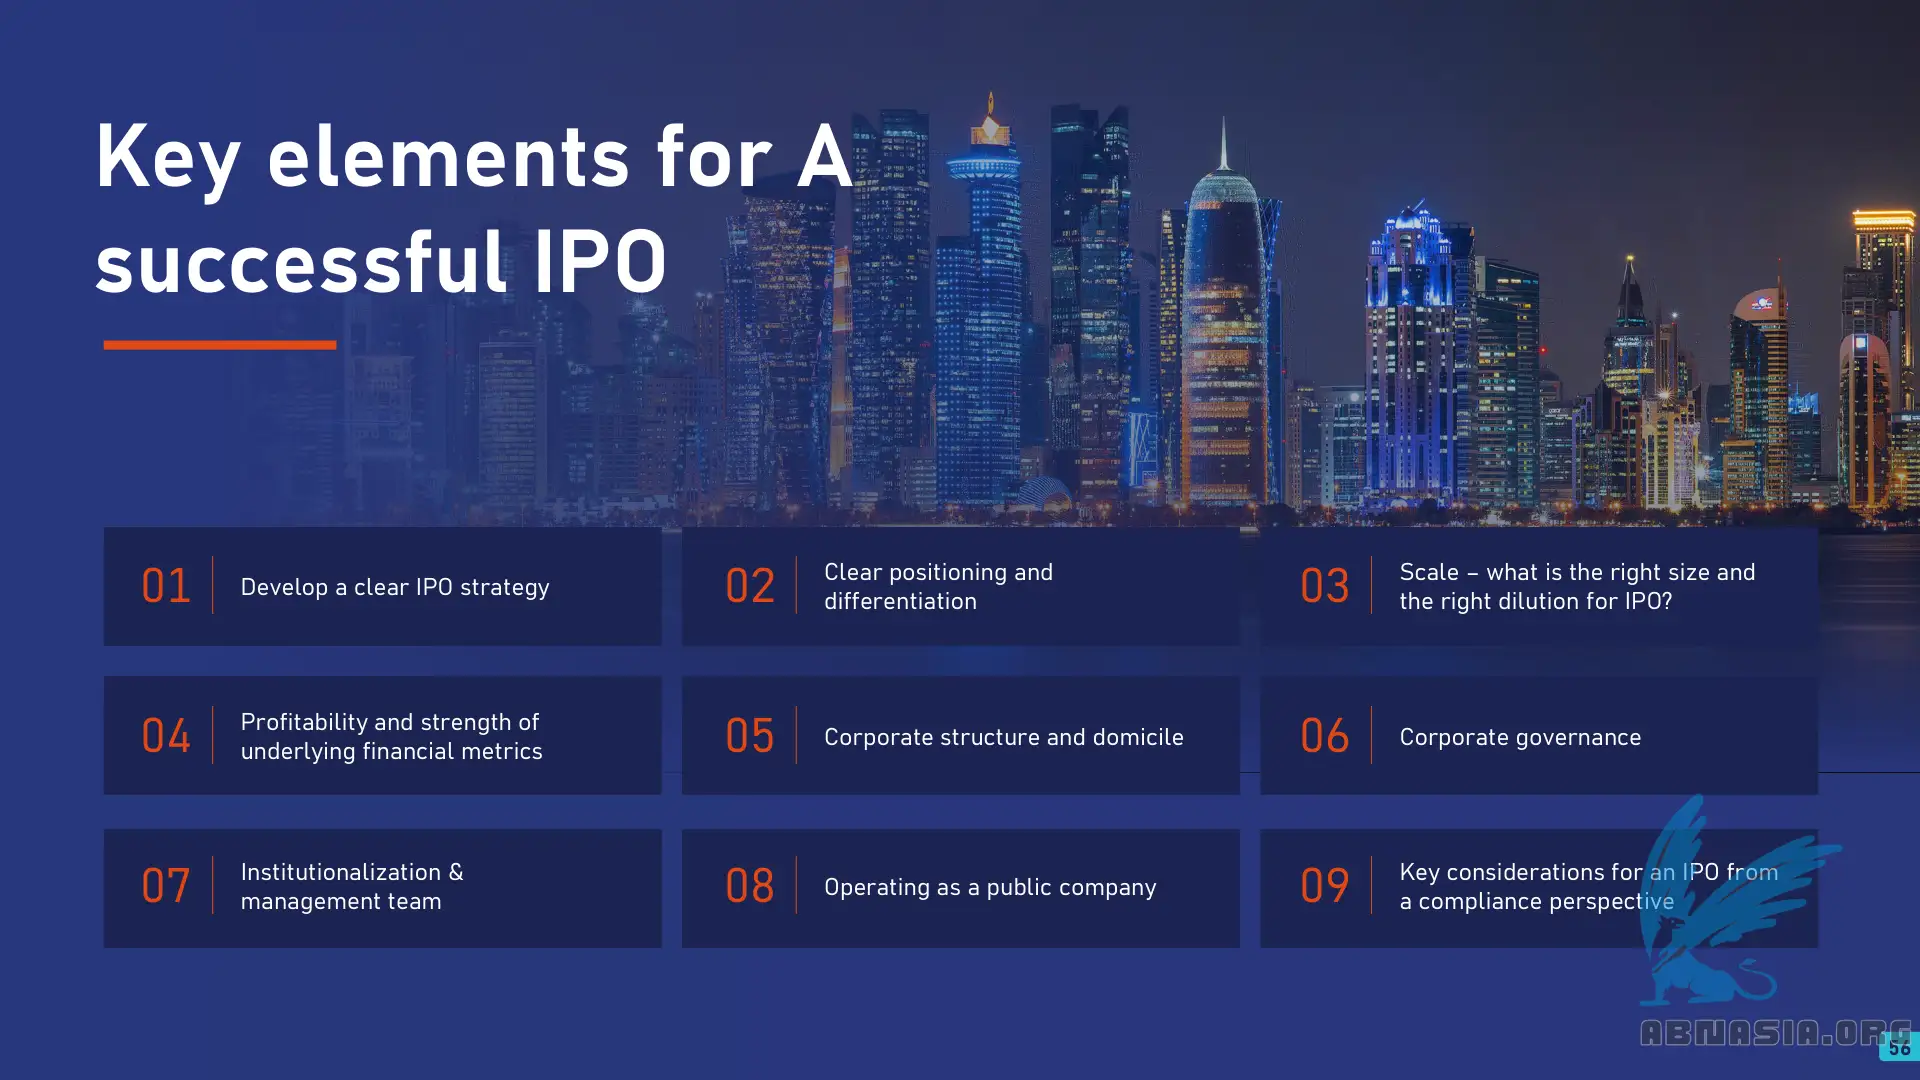 Key elements for A
successful IPO
01
Develop a clear IPO strategy
02
Clear positioning and
differentiation
03
Scale – what is the right size and
the right dilution for IPO?
04
Profitability and strength of
underlying financial metrics
05
Corporate structure and domicile
06
Corporate governance
07
Institutionalization &
management team
08
Operating as a public company
09
Key considerations for an IPO from
a compliance perspective
ABNASIA.ORG
56